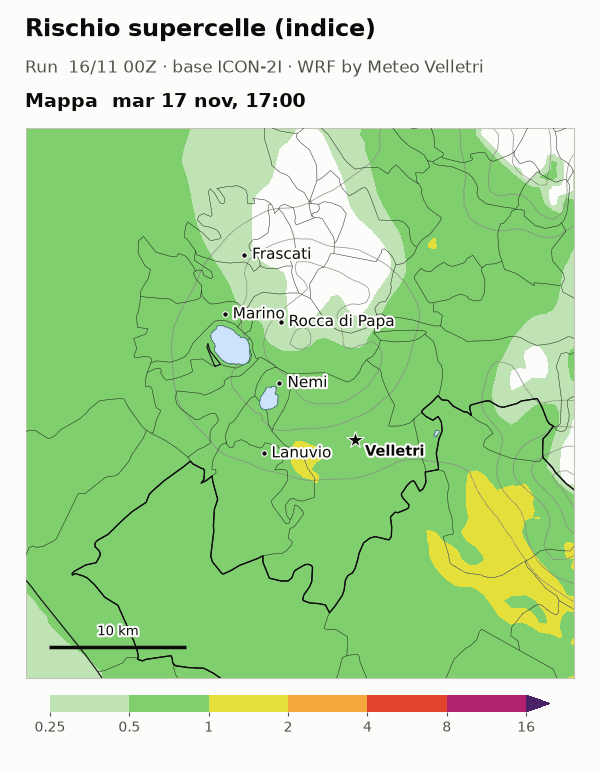 Rischio supercelle (indice)
Run  16/11 00Z · base ICON-2I · WRF by Meteo Velletri
Mappa  mar 17 nov, 17:00
Frascati
Marino
Rocca di Papa
Nemi
Velletri
Lanuvio
10 km
0.25 0.5 1 2 4 8 16